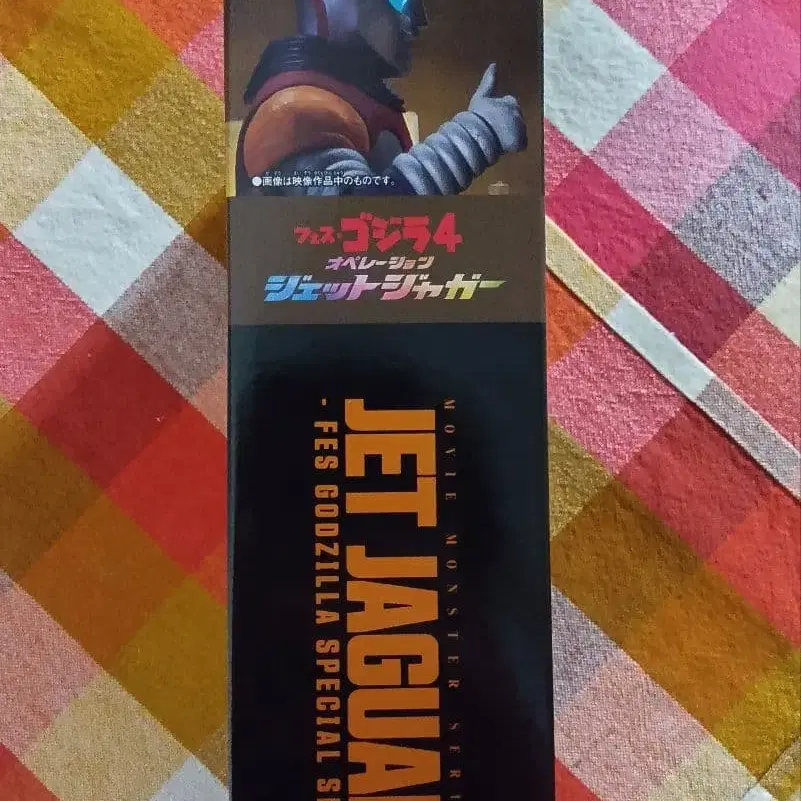 ●画像は映像作品中のものです。
フェス・ゴジラ4
オペレーション
ジェットジャガー
MOVIE MONSTER SERI
JET JAGUA
- FES GODZILLA SPECIAL S